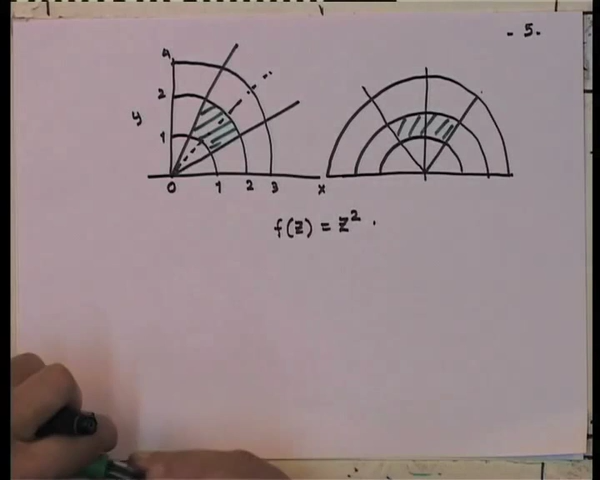 - 5.
4
2
y
1
0 1 2 3 x
f(z) = z² .